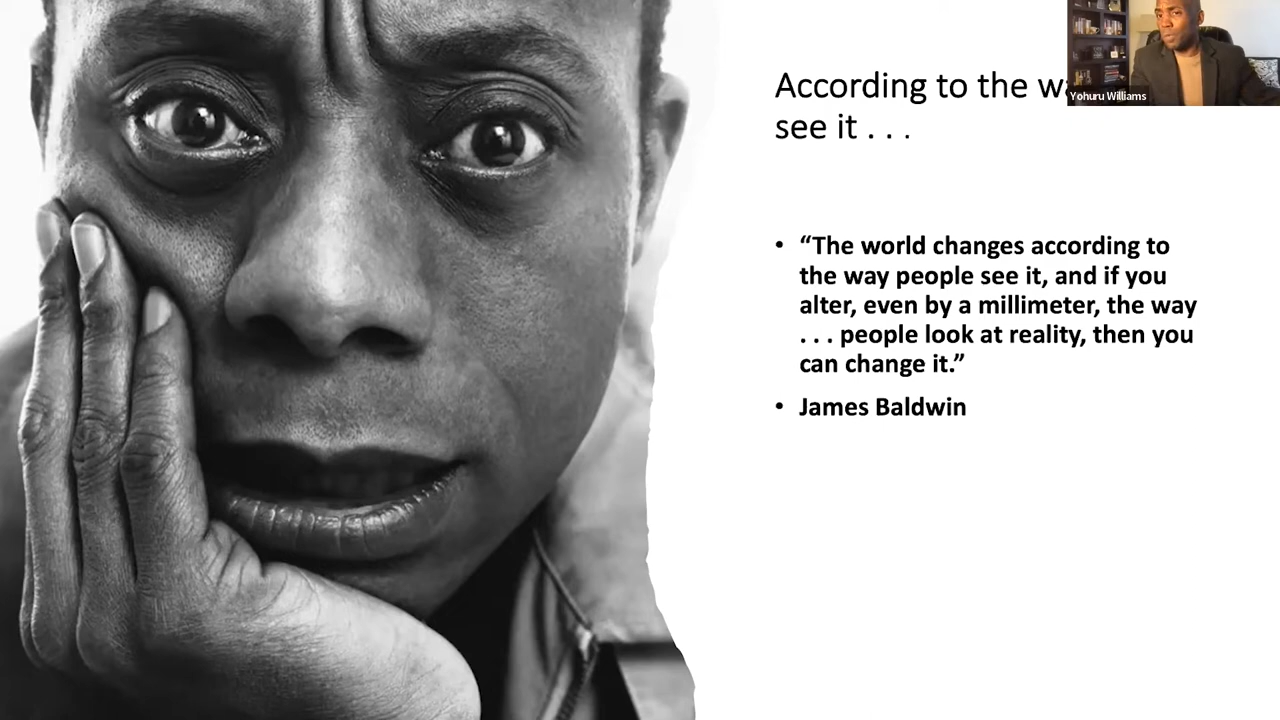 According to the wa
see it . . .
Yohuru Williams
• “The world changes according to
the way people see it, and if you
alter, even by a millimeter, the way
. . . people look at reality, then you
can change it.”
• James Baldwin